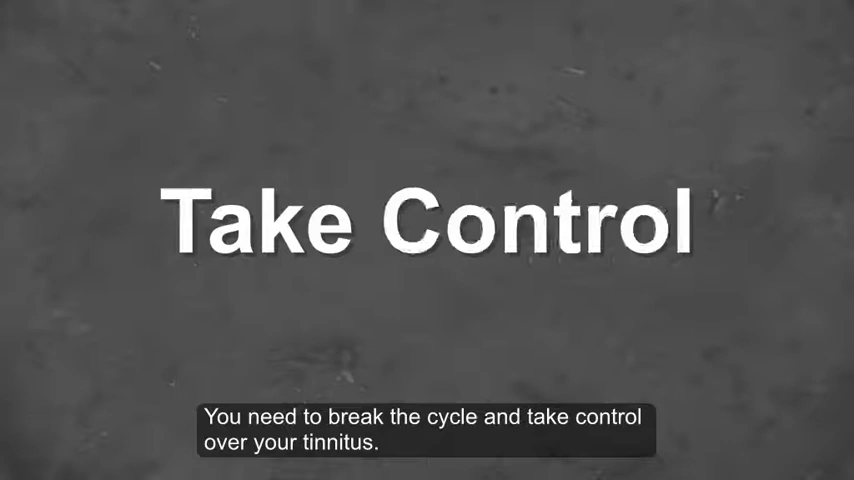 Take Control
You need to break the cycle and take control
over your tinnitus.